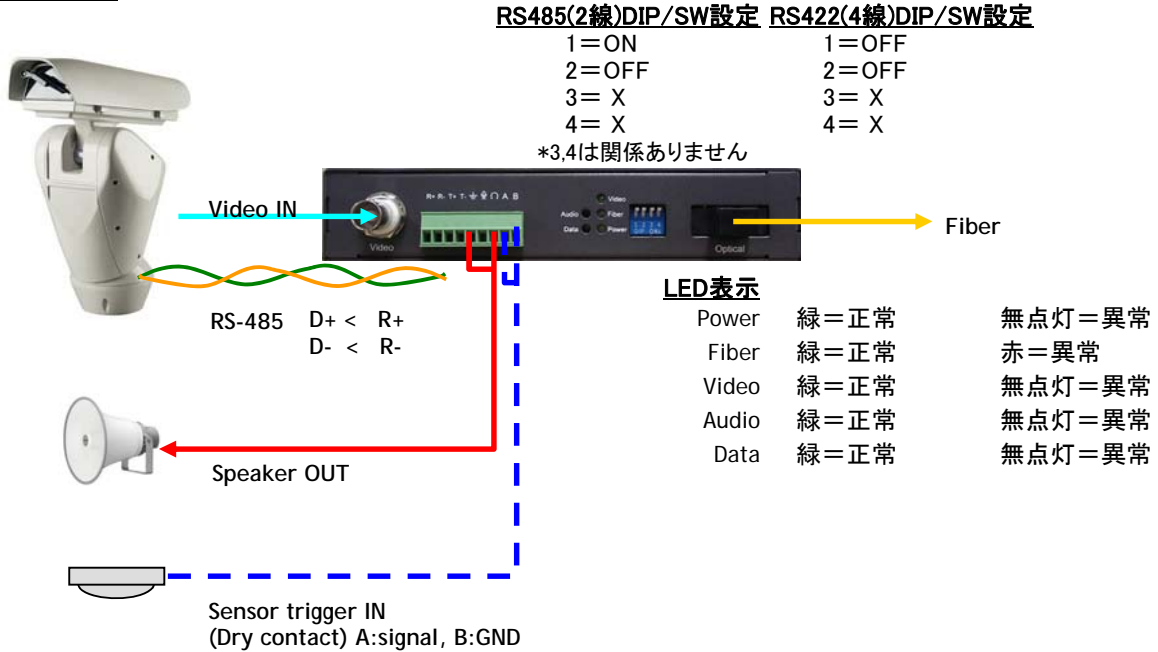 RS485(2線)DIP/SW設定 RS422(4線)DIP/SW設定
1＝ON 1＝OFF
2＝OFF 2＝OFF
3＝ X 3＝ X
4＝ X 4＝ X
*3,4は関係ありません
R+ R- T+ T- A B
Video
Audio Fiber
Data Power
1 2 3 4
Video
Optical
Video IN
Fiber
RS-485 D+ < R+
D- < R-
LED表示
Power 緑＝正常 無点灯＝異常
Fiber 緑＝正常 赤＝異常
Video 緑＝正常 無点灯＝異常
Audio 緑＝正常 無点灯＝異常
Data 緑＝正常 無点灯＝異常
Speaker OUT
Sensor trigger IN
(Dry contact) A:signal, B:GND